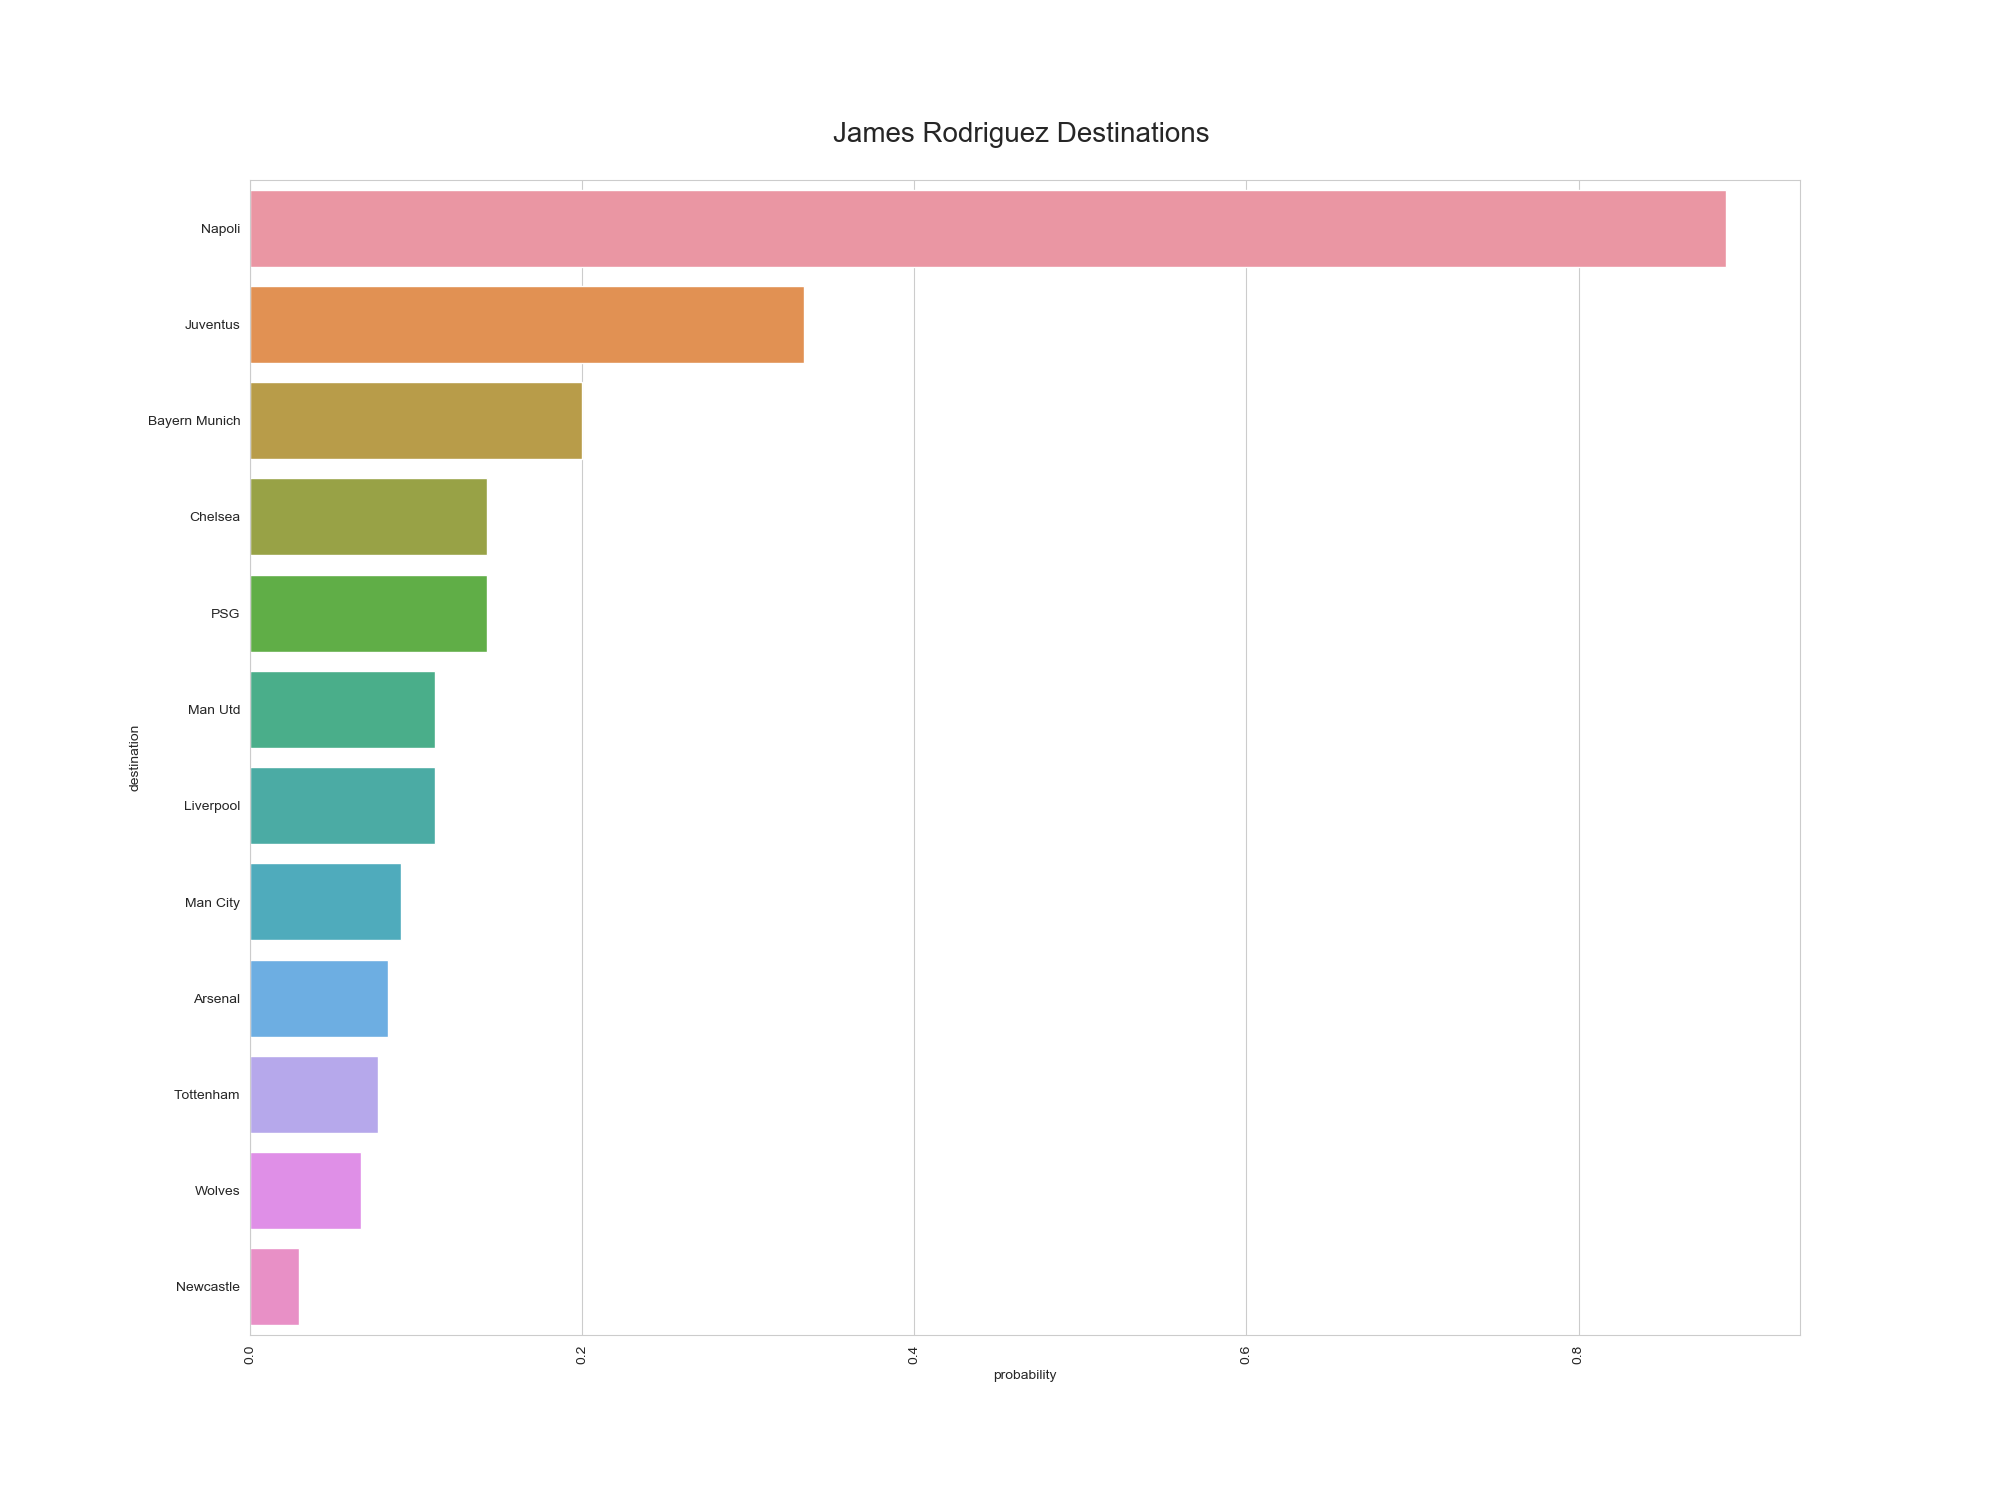 James Rodriguez Destinations
Napoli
Juventus
Bayern Munich
Chelsea
PSG
Man Utd
Liverpool
Man City
Arsenal
Tottenham
Wolves
Newcastle
destination
0.0
0.2
0.4
0.6
0.8
probability